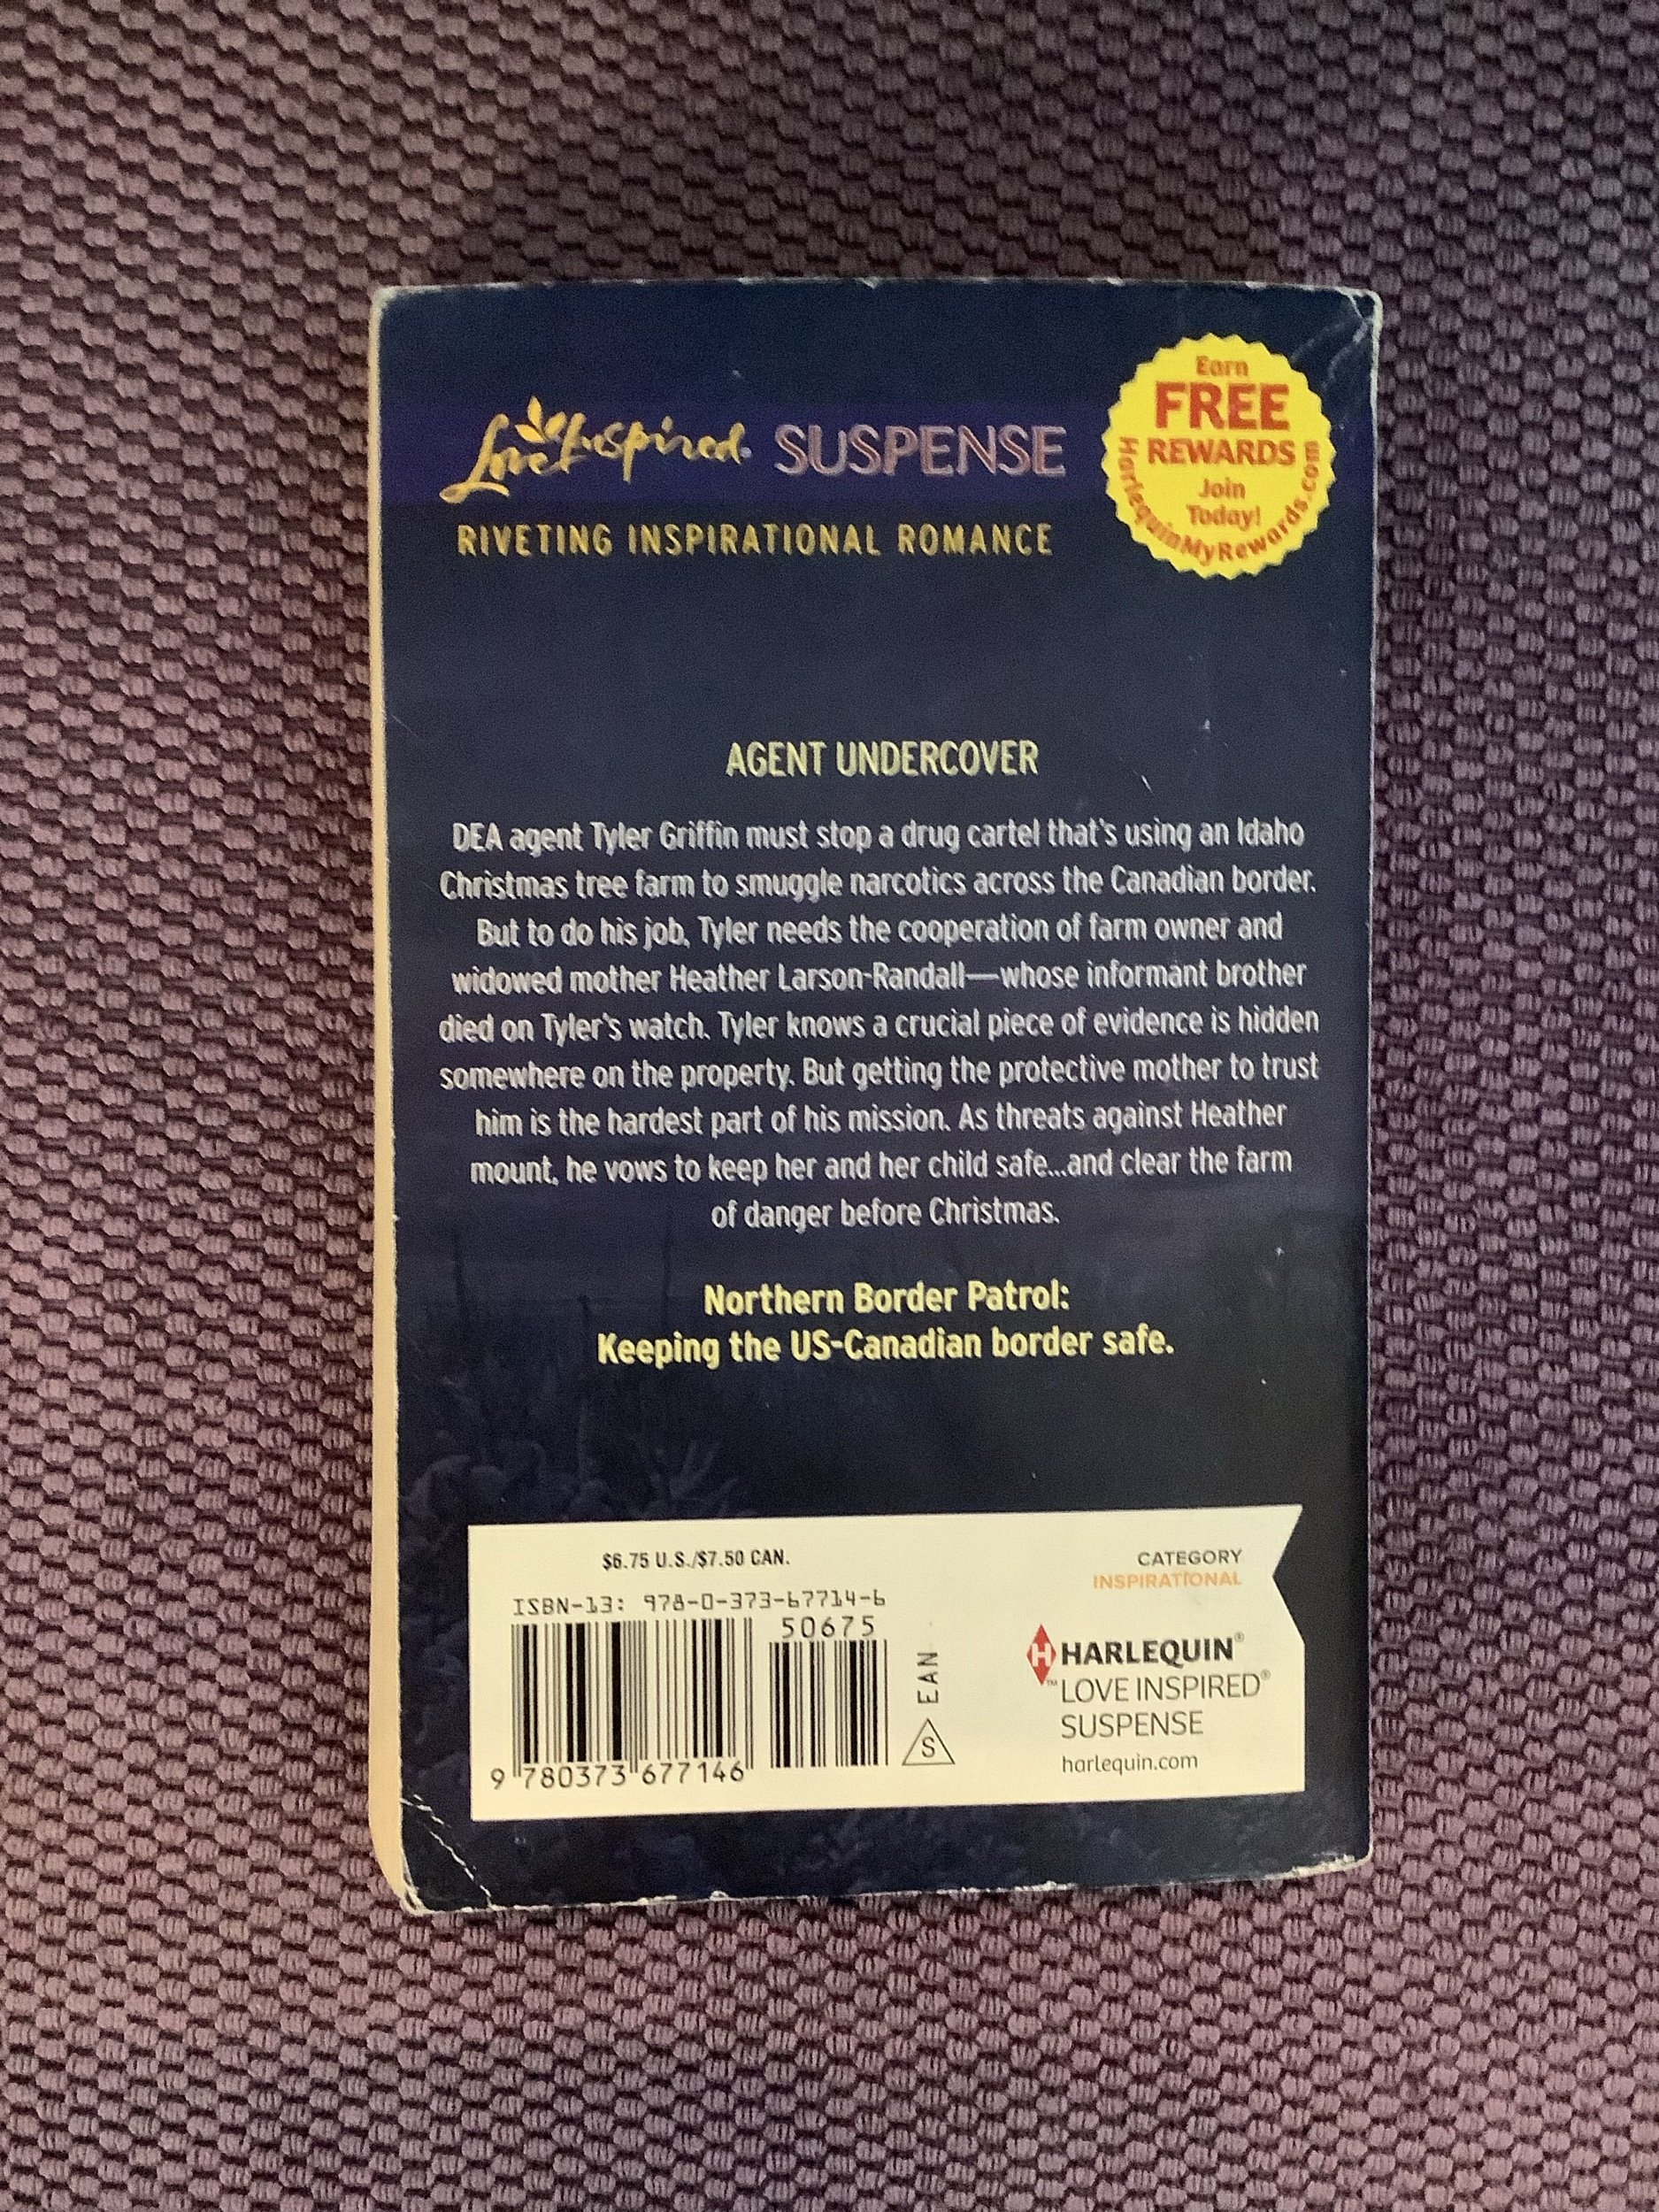 Love Inspired® SUSPENSE
RIVETING INSPIRATIONAL ROMANCE
Earn
FREE
REWARDS
Join
Today!
HarlequinMyRewards.com
AGENT UNDERCOVER
DEA agent Tyler Griffin must stop a drug cartel that's using an Idaho
Christmas tree farm to smuggle narcotics across the Canadian border.
But to do his job, Tyler needs the cooperation of farm owner and
widowed mother Heather Larson-Randall—whose informant brother
died on Tyler's watch. Tyler knows a crucial piece of evidence is hidden
somewhere on the property. But getting the protective mother to trust
him is the hardest part of his mission. As threats against Heather
mount, he vows to keep her and her child safe...and clear the farm
of danger before Christmas.
Northern Border Patrol:
Keeping the US-Canadian border safe.
$6.75 U.S./$7.50 CAN.
ISBN-13: 978-0-373-67714-6
50675
9 780373 677146
EAN
S
CATEGORY
INSPIRATIONAL
H HARLEQUIN®
™ LOVE INSPIRED®
SUSPENSE
harlequin.com